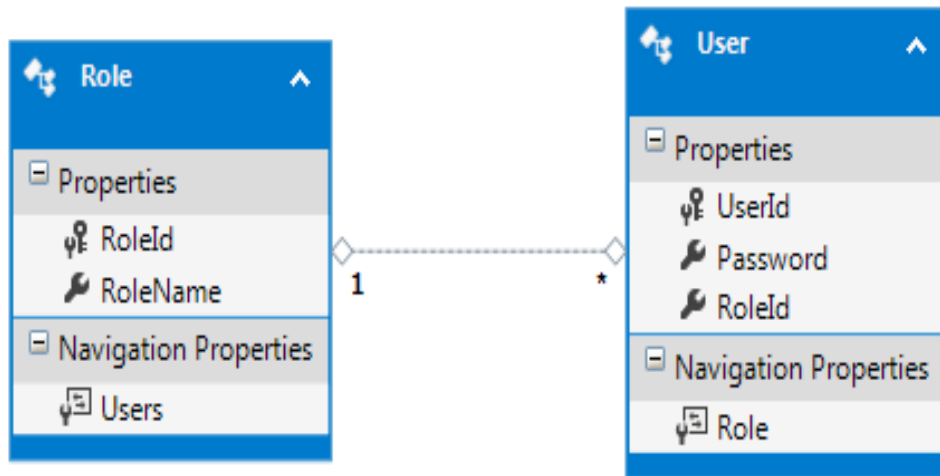 Role
Properties
RoleId
RoleName
Navigation Properties
Users
1
*
User
Properties
UserId
Password
RoleId
Navigation Properties
Role